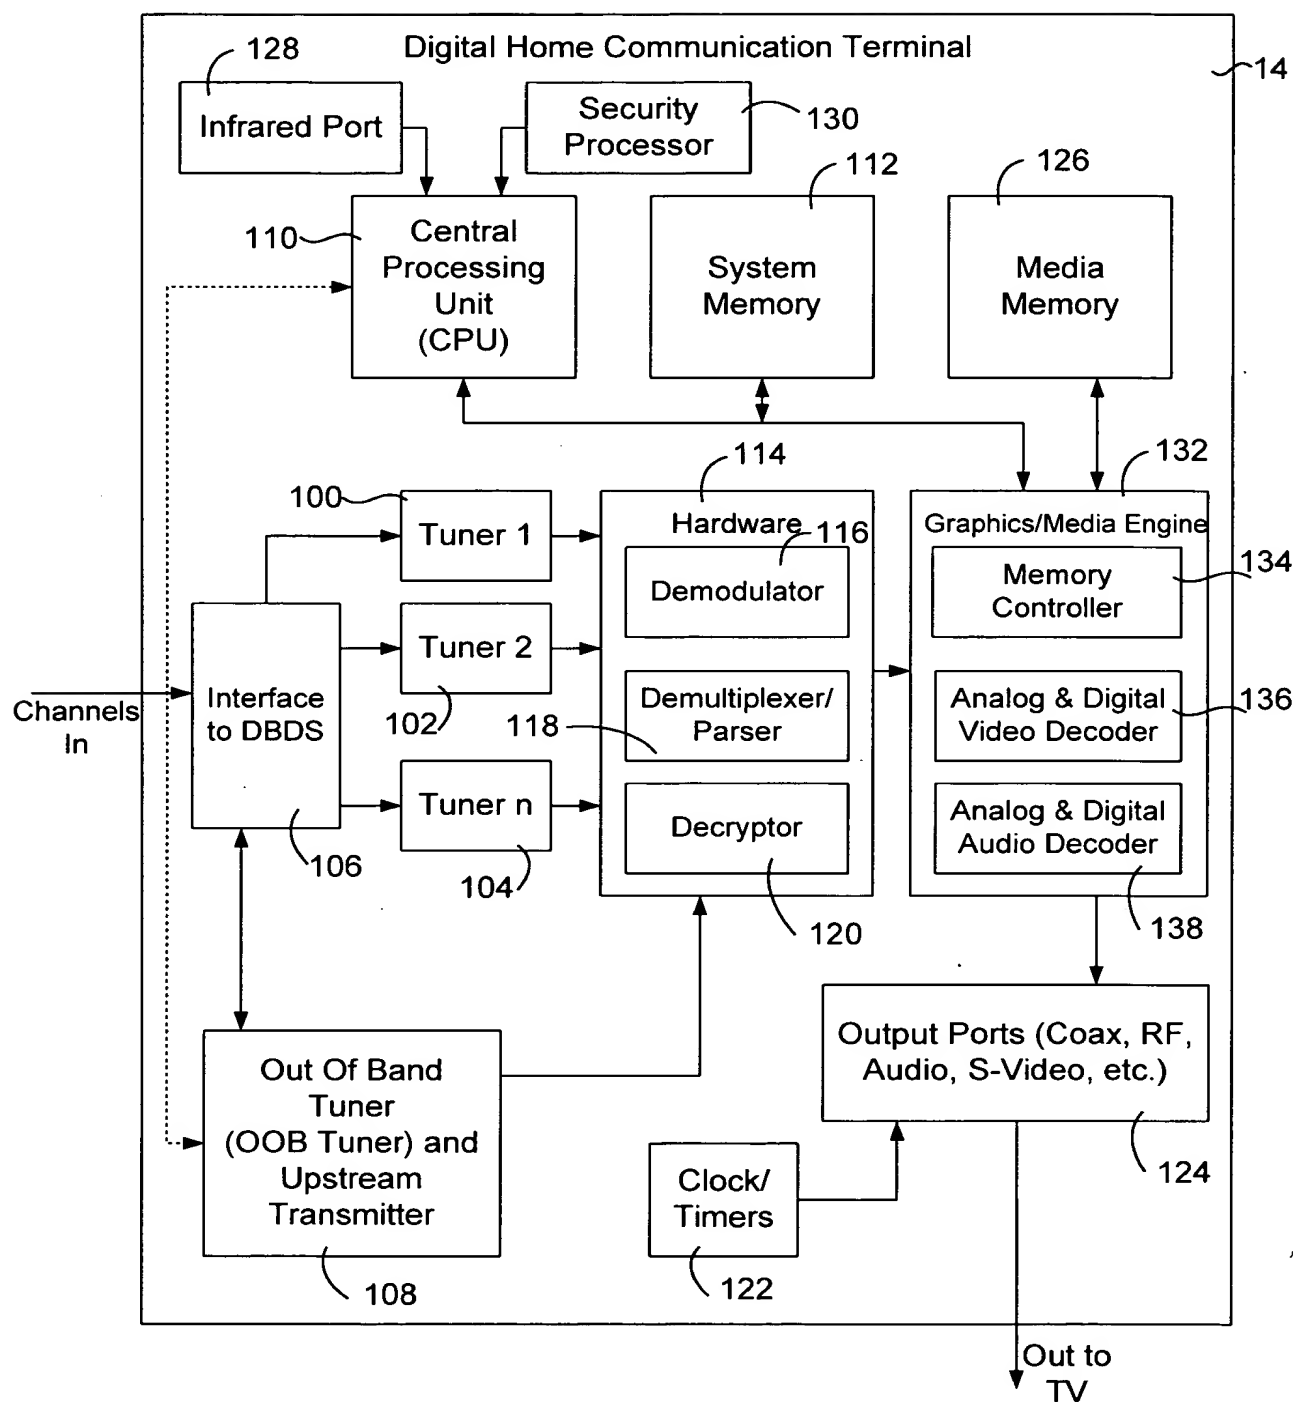 Digital Home Communication Terminal
14
128
Infrared Port
Security
Processor
130
112
126
110
Central
Processing
Unit
(CPU)
System
Memory
Media
Memory
114
132
100
Tuner 1
Hardware
116
Graphics/Media Engine
Demodulator
Memory
Controller
134
Tuner 2
102
Channels
In
Interface
to DBDS
118
Demultiplexer/
Parser
Analog & Digital
Video Decoder
136
Tuner n
104
106
Decryptor
120
Analog & Digital
Audio Decoder
138
Out Of Band
Tuner
(OOB Tuner) and
Upstream
Transmitter
108
Output Ports (Coax, RF,
Audio, S-Video, etc.)
124
Clock/
Timers
122
Out to
TV